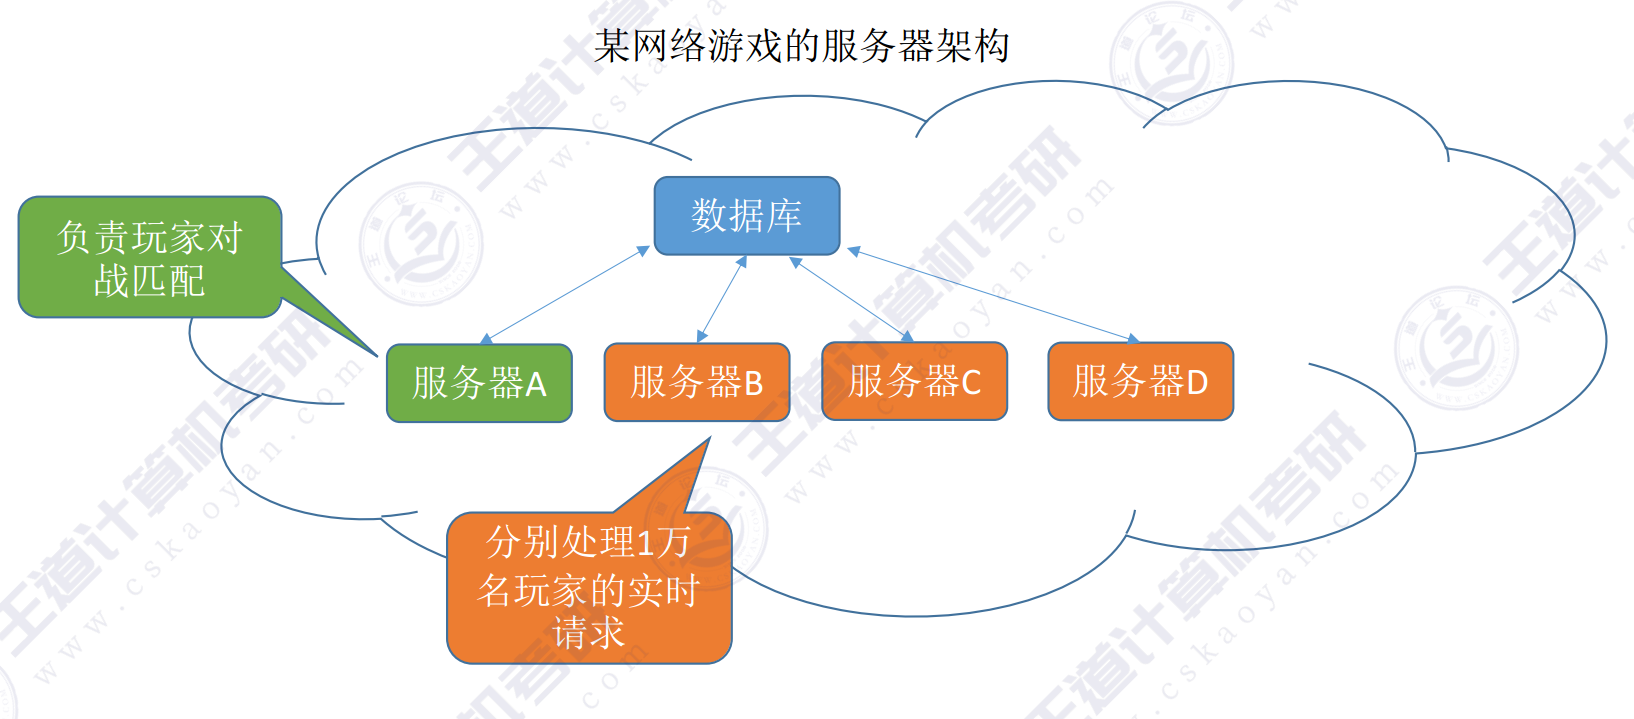 某网络游戏的服务器架构
数据库
负责玩家对
战匹配
服务器A
服务器B
服务器C
服务器D
分别处理1万
名玩家的实时
请求
王道计算机考研
www.cskaoyan.com